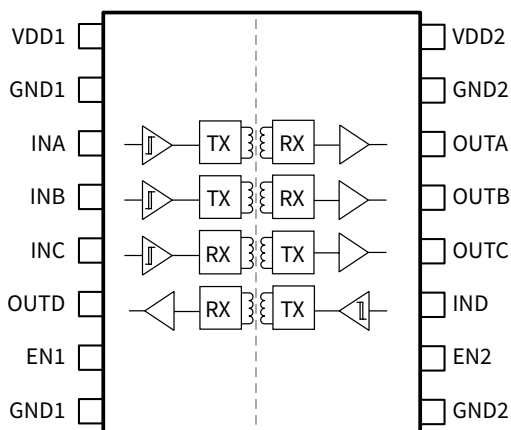 VDD1 VDD2
GND1 GND2
INA TX RX OUTA
INB TX RX OUTB
INC RX TX OUTC
OUTD RX TX IND
EN1 EN2
GND1 GND2